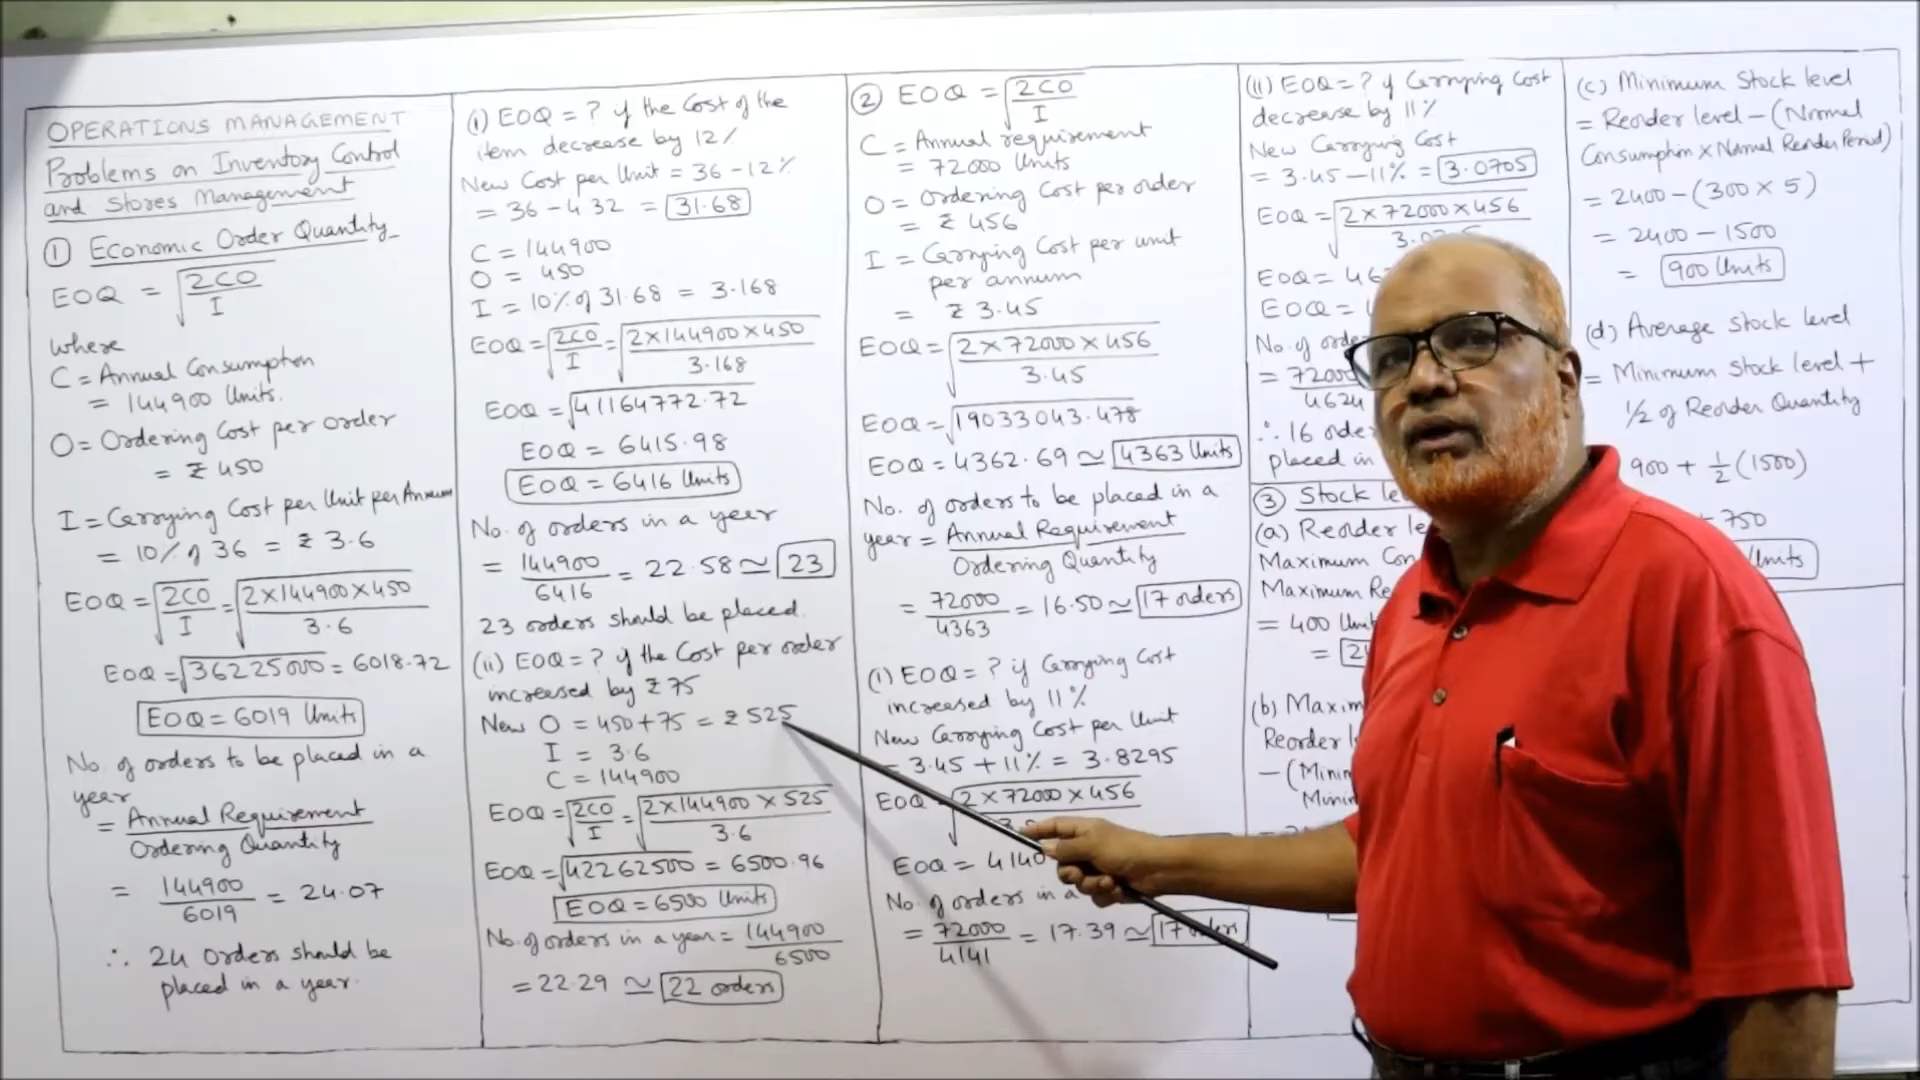 OPERATIONS MANAGEMENT
Problems on Inventory Control
and Stores Management
① Economic Order Quantity
EOQ = √2CO/I
where
C = Annual Consumption
= 144900 Units.
O = Ordering Cost per order
= ₹ 450
I = Carrying Cost per Unit per Annum
= 10% of 36 = ₹ 3.6
EOQ = √2CO/I = √2×144900×450/3.6
EOQ = √36225000 = 6018.72
EOQ = 6019 Units
No. of orders to be placed in a
year
= Annual Requirement/Ordering Quantity
= 144900/6019 = 24.07
∴ 24 orders should be
placed in a year.
(i) EOQ = ? if the Cost of the
item decrease by 12%
New Cost per Unit = 36 - 12%
= 36 - 4.32 = 31.68
C = 144900
O = 450
I = 10% of 31.68 = 3.168
EOQ = √2CO/I = √2×144900×450/3.168
EOQ = √41164772.72
EOQ = 6415.98
EOQ = 6416 Units
No. of orders in a year
= 144900/6416 = 22.58 ≃ 23
23 orders should be placed.
(ii) EOQ = ? if the Cost per order
increased by ₹ 75
New O = 450 + 75 = ₹ 525
I = 3.6
C = 144900
EOQ = √2CO/I = √2×144900×525/3.6
EOQ = √42262500 = 6500.96
EOQ = 6500 Units
No. of orders in a year = 144900/6500
= 22.29 ≃ 22 orders
② EOQ = √2CO/I
C = Annual requirement
= 72000 Units
O = Ordering Cost per order
= ₹ 456
I = Carrying Cost per unit
per annum
= ₹ 3.45
EOQ = √2×72000×456/3.45
EOQ = √19033043.478
EOQ = 4362.69 ≃ 4363 Units
No. of orders to be placed in a
year = Annual Requirement/Ordering Quantity
= 72000/4363 = 16.50 ≃ 17 orders
(i) EOQ = ? if Carrying Cost
increased by 11%
New Carrying Cost per Unit
= 3.45 + 11% = 3.8295
EOQ = √2×72000×456
EOQ = 4140
No. of orders in a
= 72000/4141 = 17.39 ≃ 17 orders
(ii) EOQ = ? if Carrying Cost
decrease by 11%
New Carrying Cost
= 3.45 - 11% = 3.0705
EOQ = √2×72000×456
EOQ =
EOQ =
No. of
= 72000/4624
∴ 16
placed in
③ Stock
(a) Reorder
Maximum
Maximum
= 400
=
(b)
Reorder
- (
= 
(c) Minimum Stock level
= Reorder level - (Normal
Consumption × Normal Reorder Period)
= 2400 - (300 × 5)
= 2400 - 1500
= 900 Units
(d) Average Stock level
= Minimum Stock level +
1/2 of Reorder Quantity
900 + 1/2 (1500)
+ 750
Units